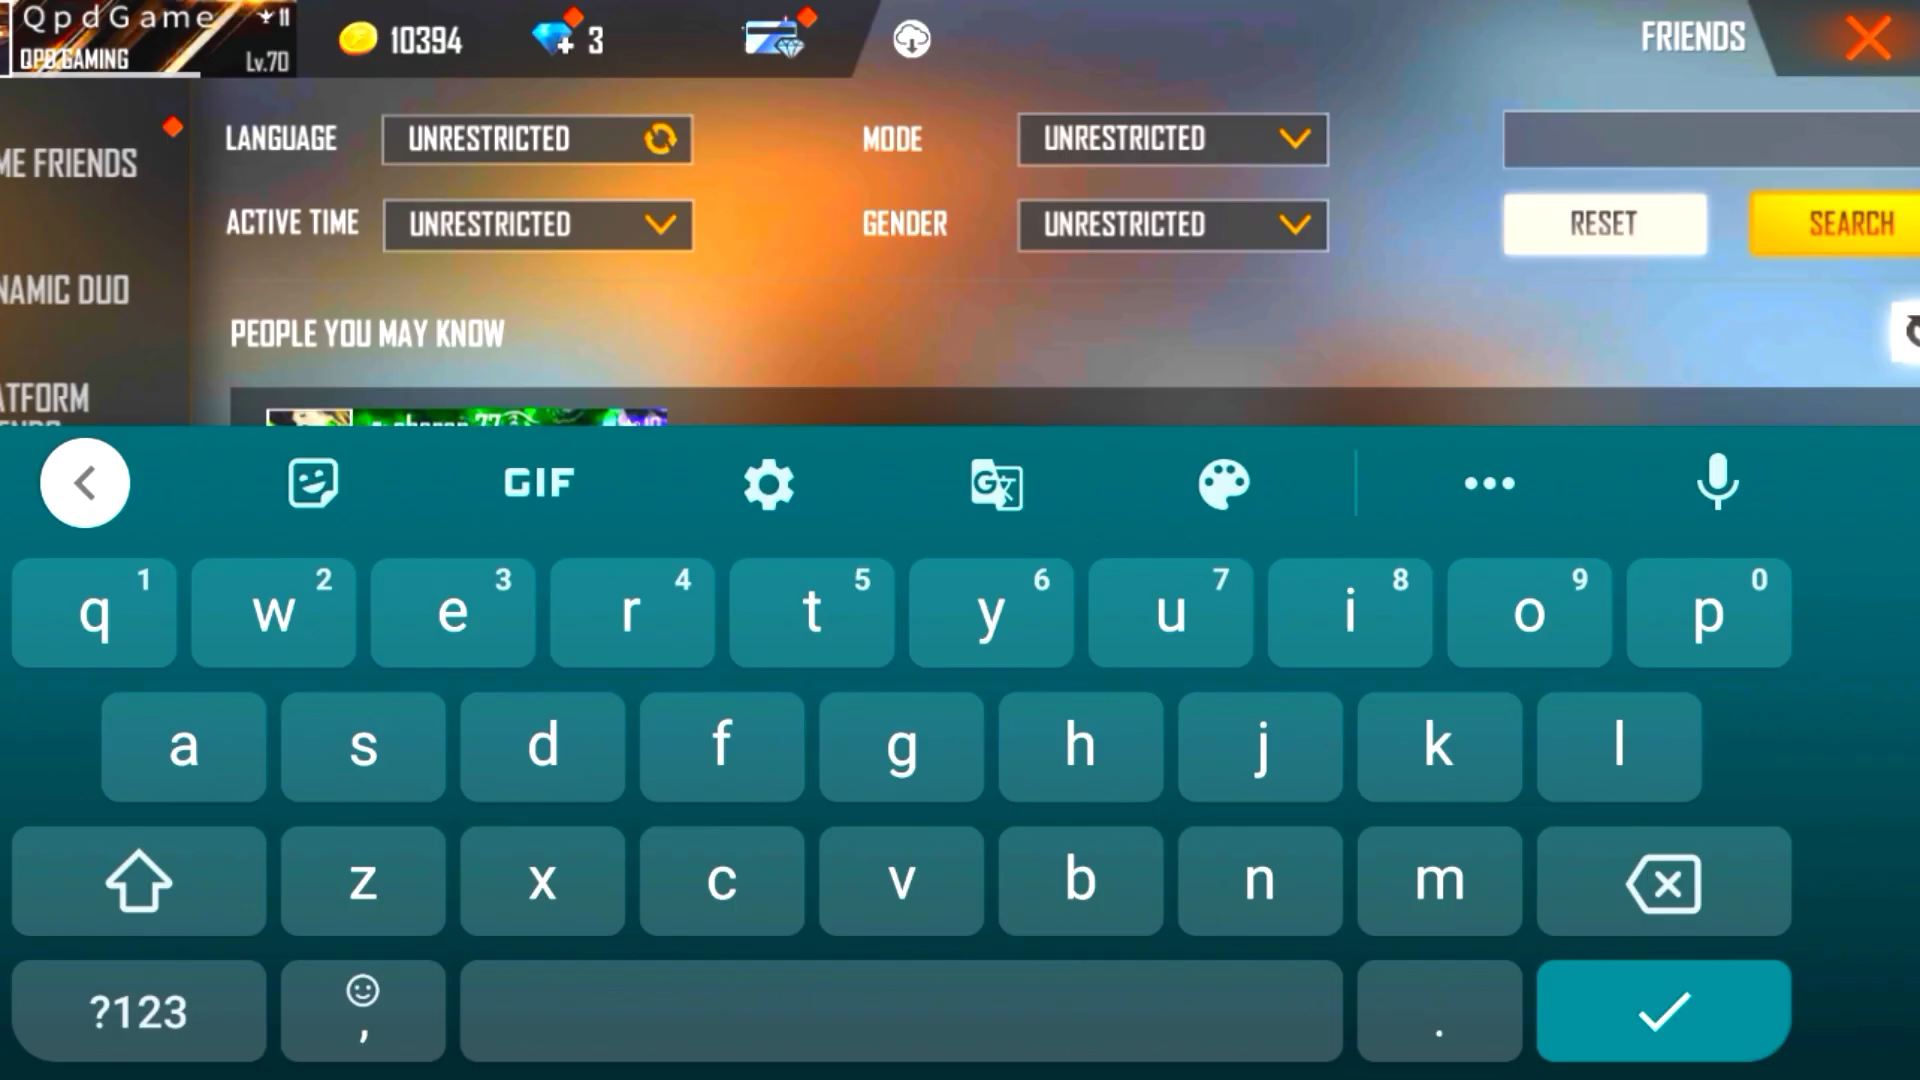 QpdGame
II
QPD.GAMING
Lv.70
10394
3
FRIENDS
ME FRIENDS
LANGUAGE
UNRESTRICTED
MODE
UNRESTRICTED
ACTIVE TIME
UNRESTRICTED
GENDER
UNRESTRICTED
RESET
SEARCH
NAMIC DUO
PEOPLE YOU MAY KNOW
ATFORM
GIF
q 1 w 2 e 3 r 4 t 5 y 6 u 7 i 8 o 9 p 0
a s d f g h j k l
z x c v b n m
?123 , .